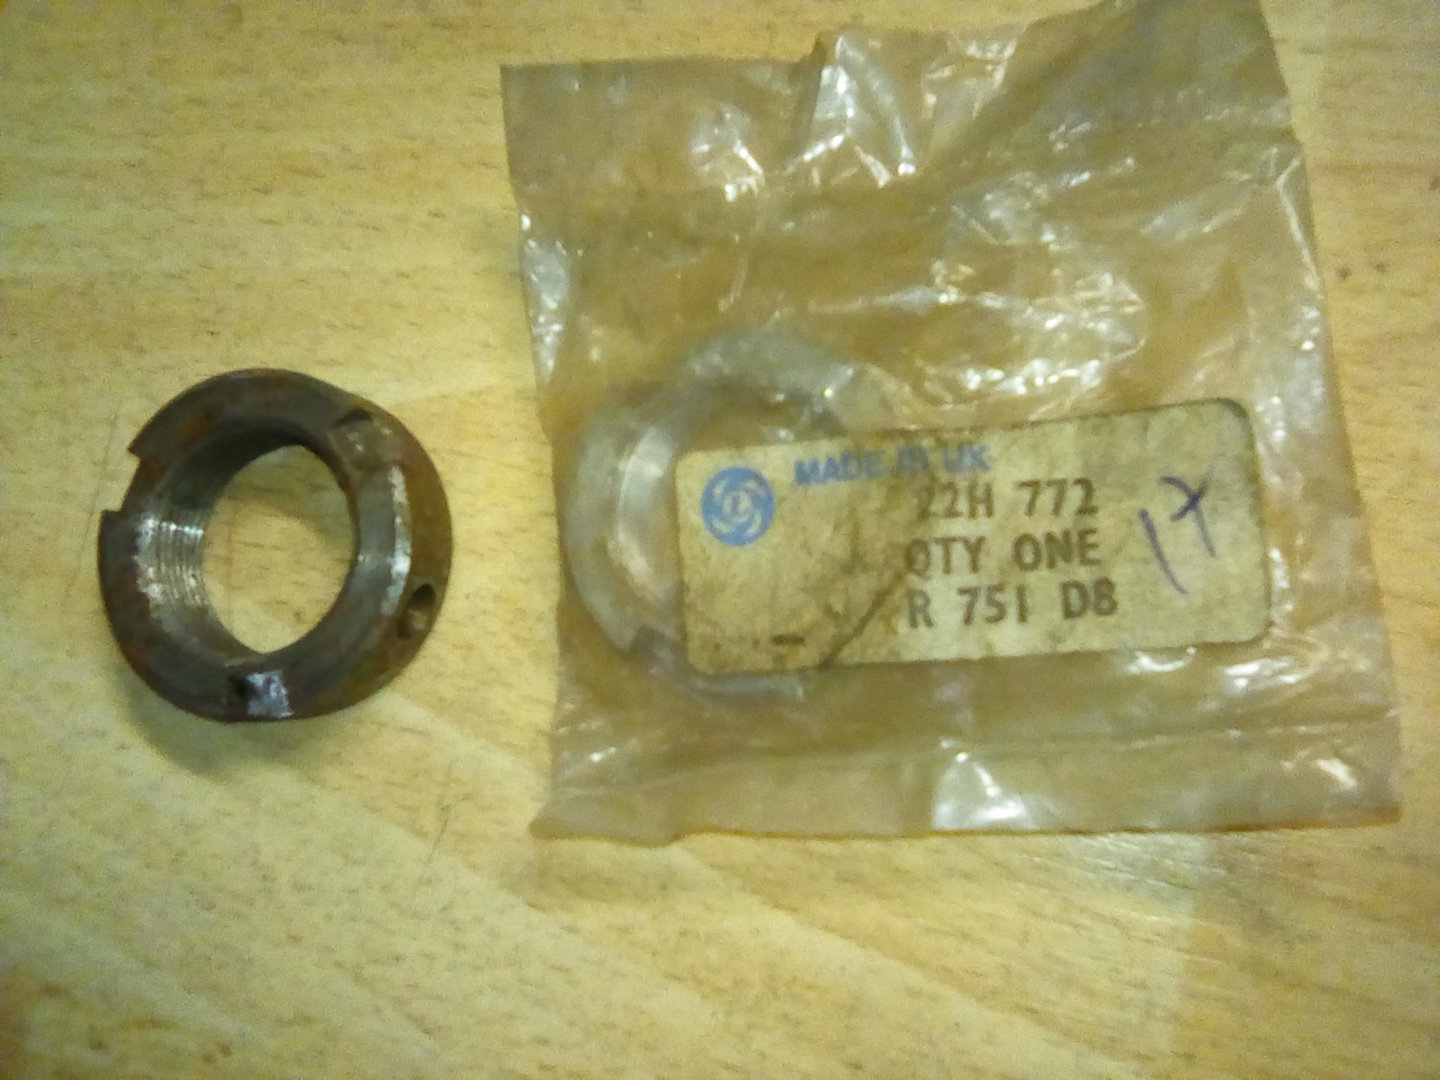 MADE IN UK
22H 772
QTY ONE
R 751 D8
17